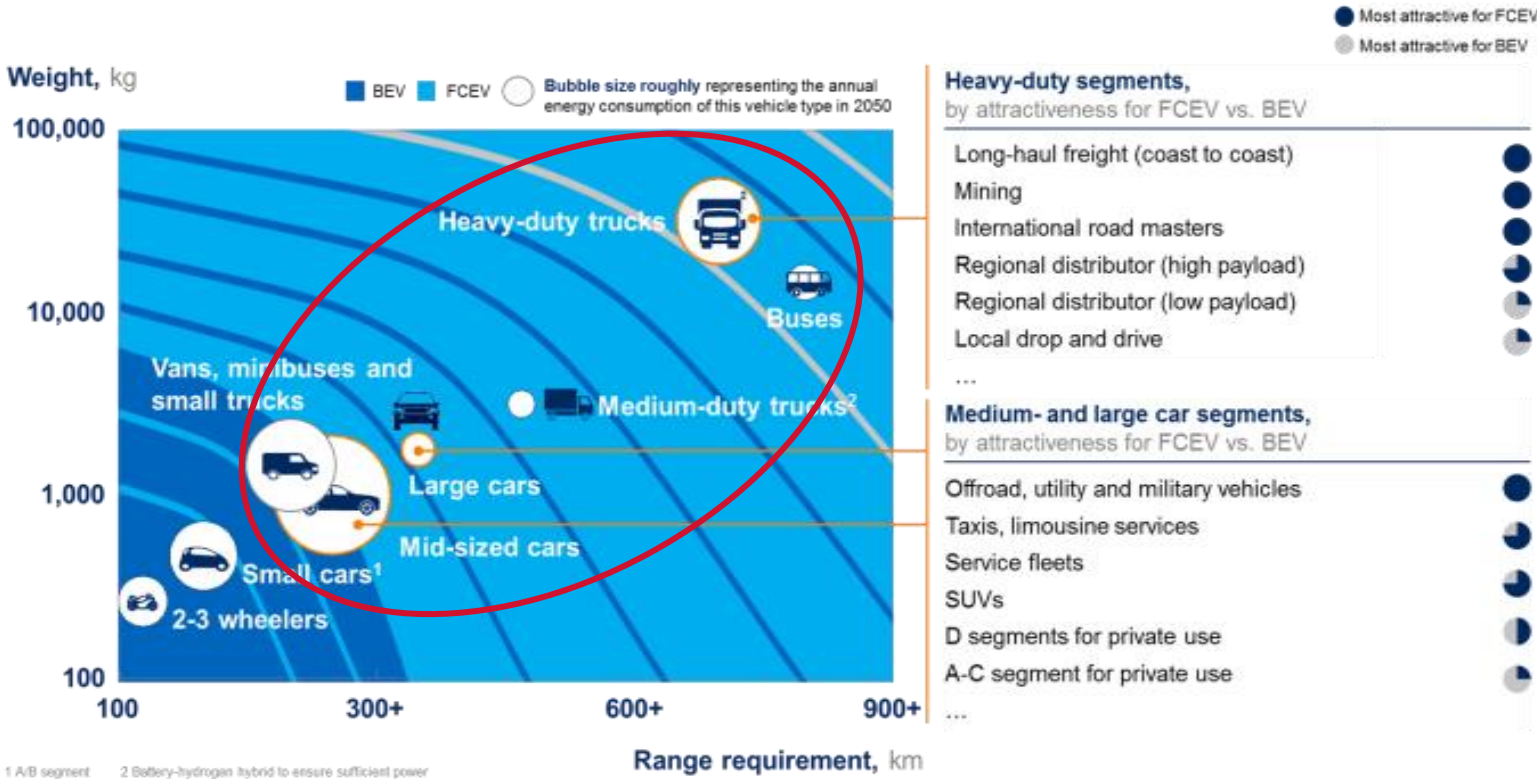 Most attractive for FCEV
Most attractive for BEV
Weight, kg
BEV
FCEV
Bubble size roughly representing the annual
energy consumption of this vehicle type in 2050
100,000
10,000
1,000
100
Heavy-duty trucks 2
Buses
Vans, minibuses and
small trucks
Medium-duty trucks2
Large cars
Mid-sized cars
Small cars1
2-3 wheelers
100
300+
600+
900+
Range requirement, km
1 A/B segment
2 Battery-hydrogen hybrid to ensure sufficient power
Heavy-duty segments,
by attractiveness for FCEV vs. BEV
Long-haul freight (coast to coast)
Mining
International road masters
Regional distributor (high payload)
Regional distributor (low payload)
Local drop and drive
...
Medium- and large car segments,
by attractiveness for FCEV vs. BEV
Offroad, utility and military vehicles
Taxis, limousine services
Service fleets
SUVs
D segments for private use
A-C segment for private use
...